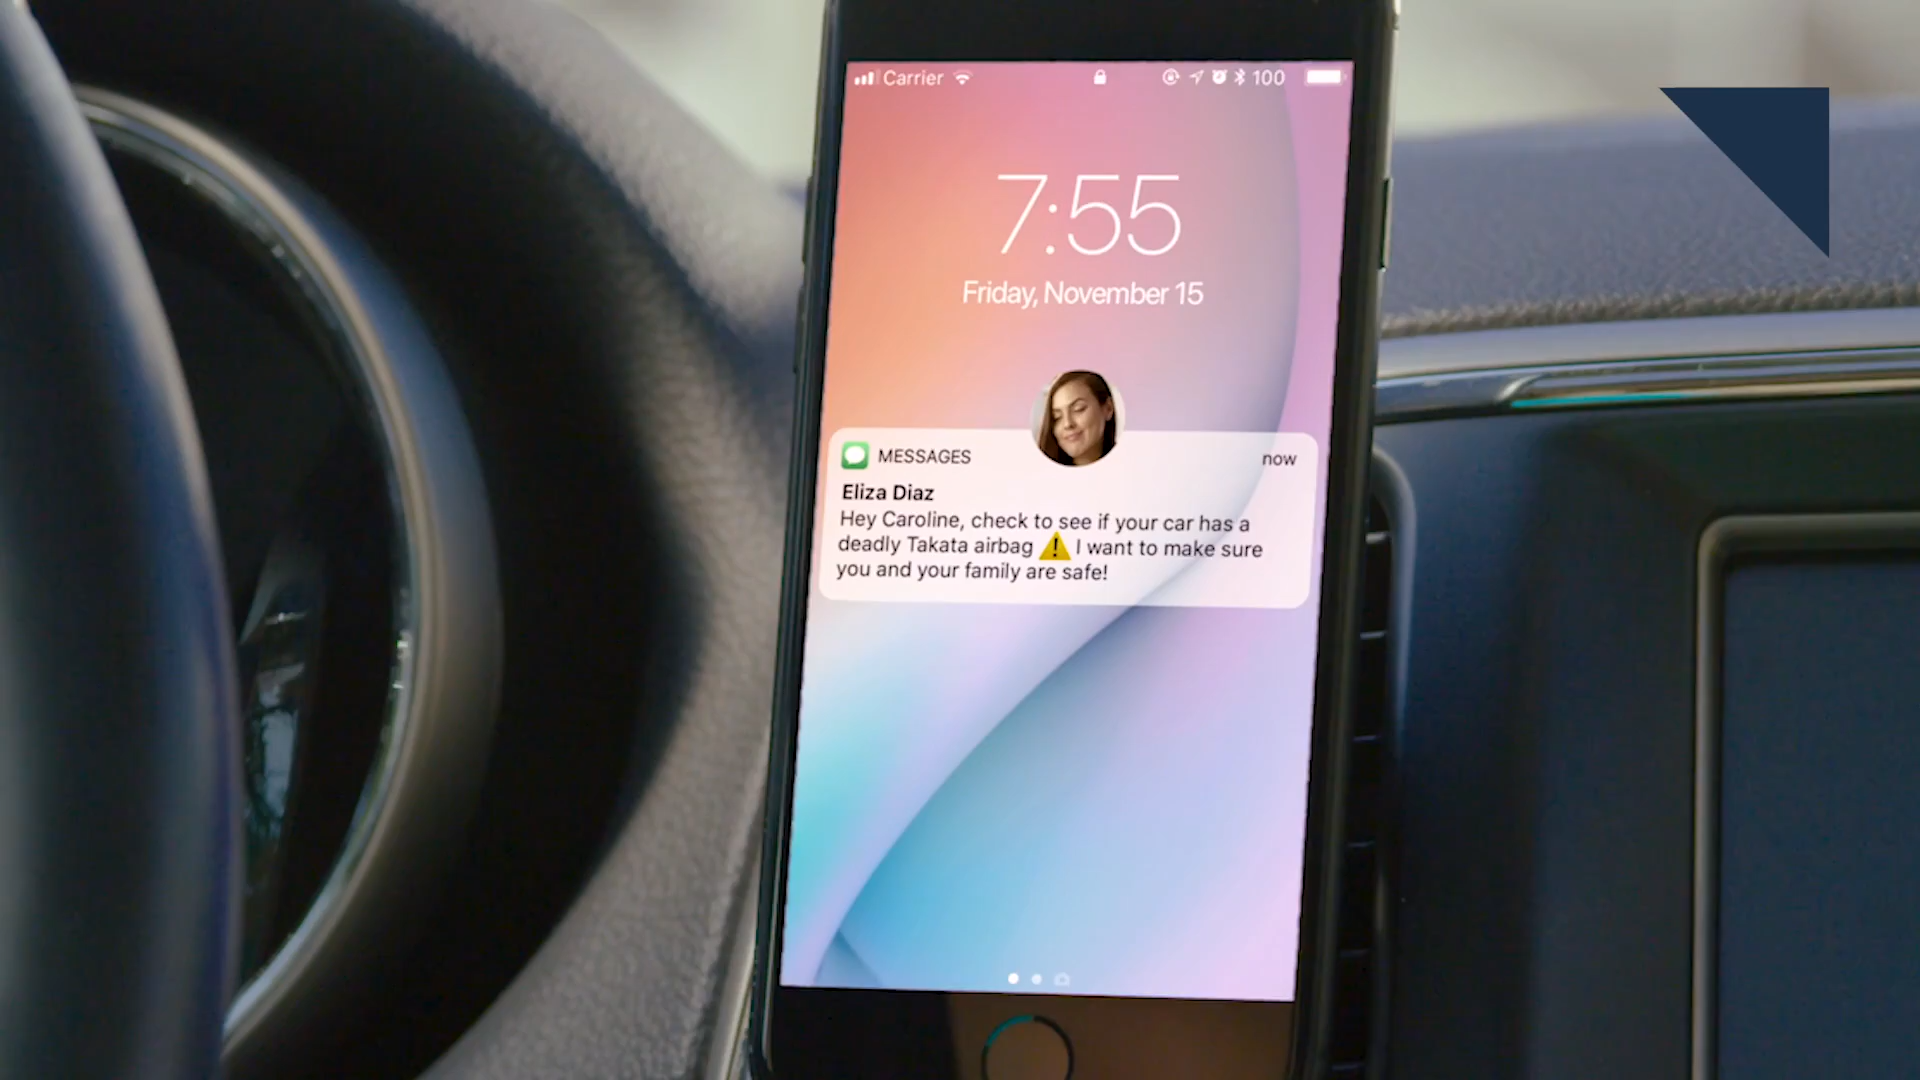 Carrier 100
7:55
Friday, November 15
MESSAGES now
Eliza Diaz
Hey Caroline, check to see if your car has a
deadly Takata airbag ⚠️ I want to make sure
you and your family are safe!